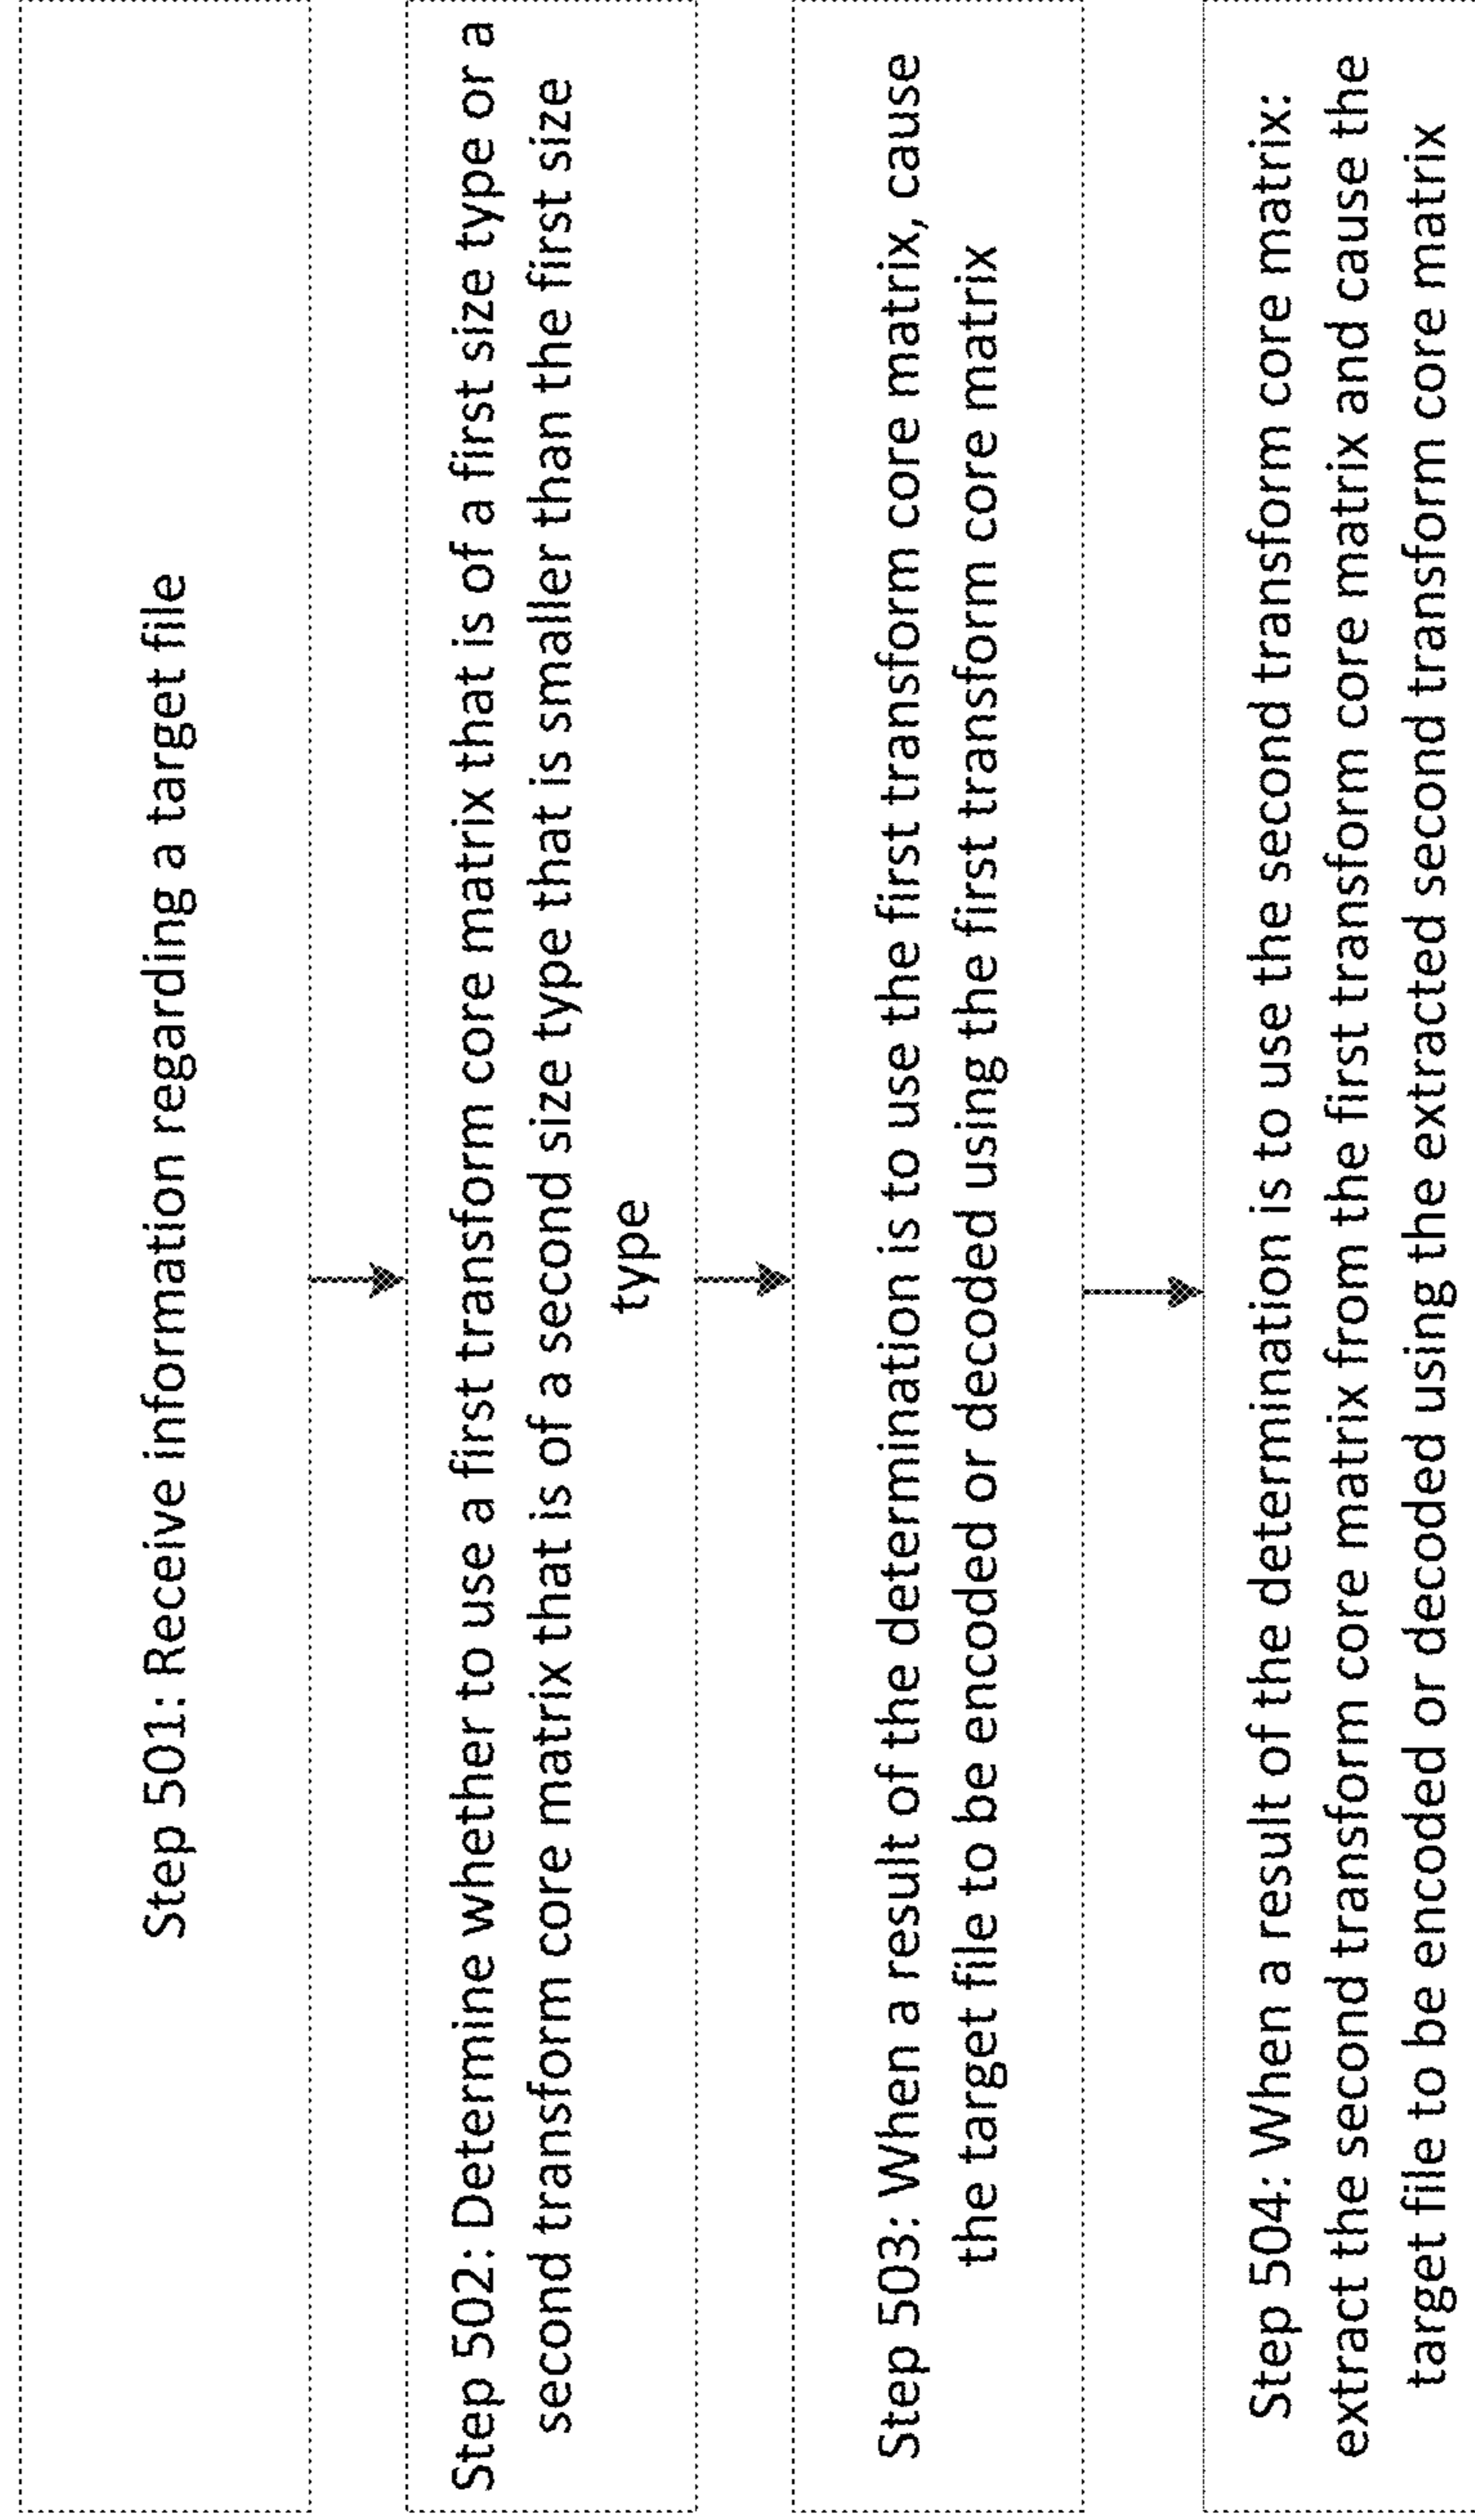 Step 501: Receive information regarding a target file
Step 502: Determine whether to use a first transform core matrix that is of a first size type or a
second transform core matrix that is of a second size type that is smaller than the first size
type
Step 503: When a result of the determination is to use the first transform core matrix, cause
the target file to be encoded or decoded using the first transform core matrix
Step 504: When a result of the determination is to use the second transform core matrix:
extract the second transform core matrix from the first transform core matrix and cause the
target file to be encoded or decoded using the extracted second transform core matrix